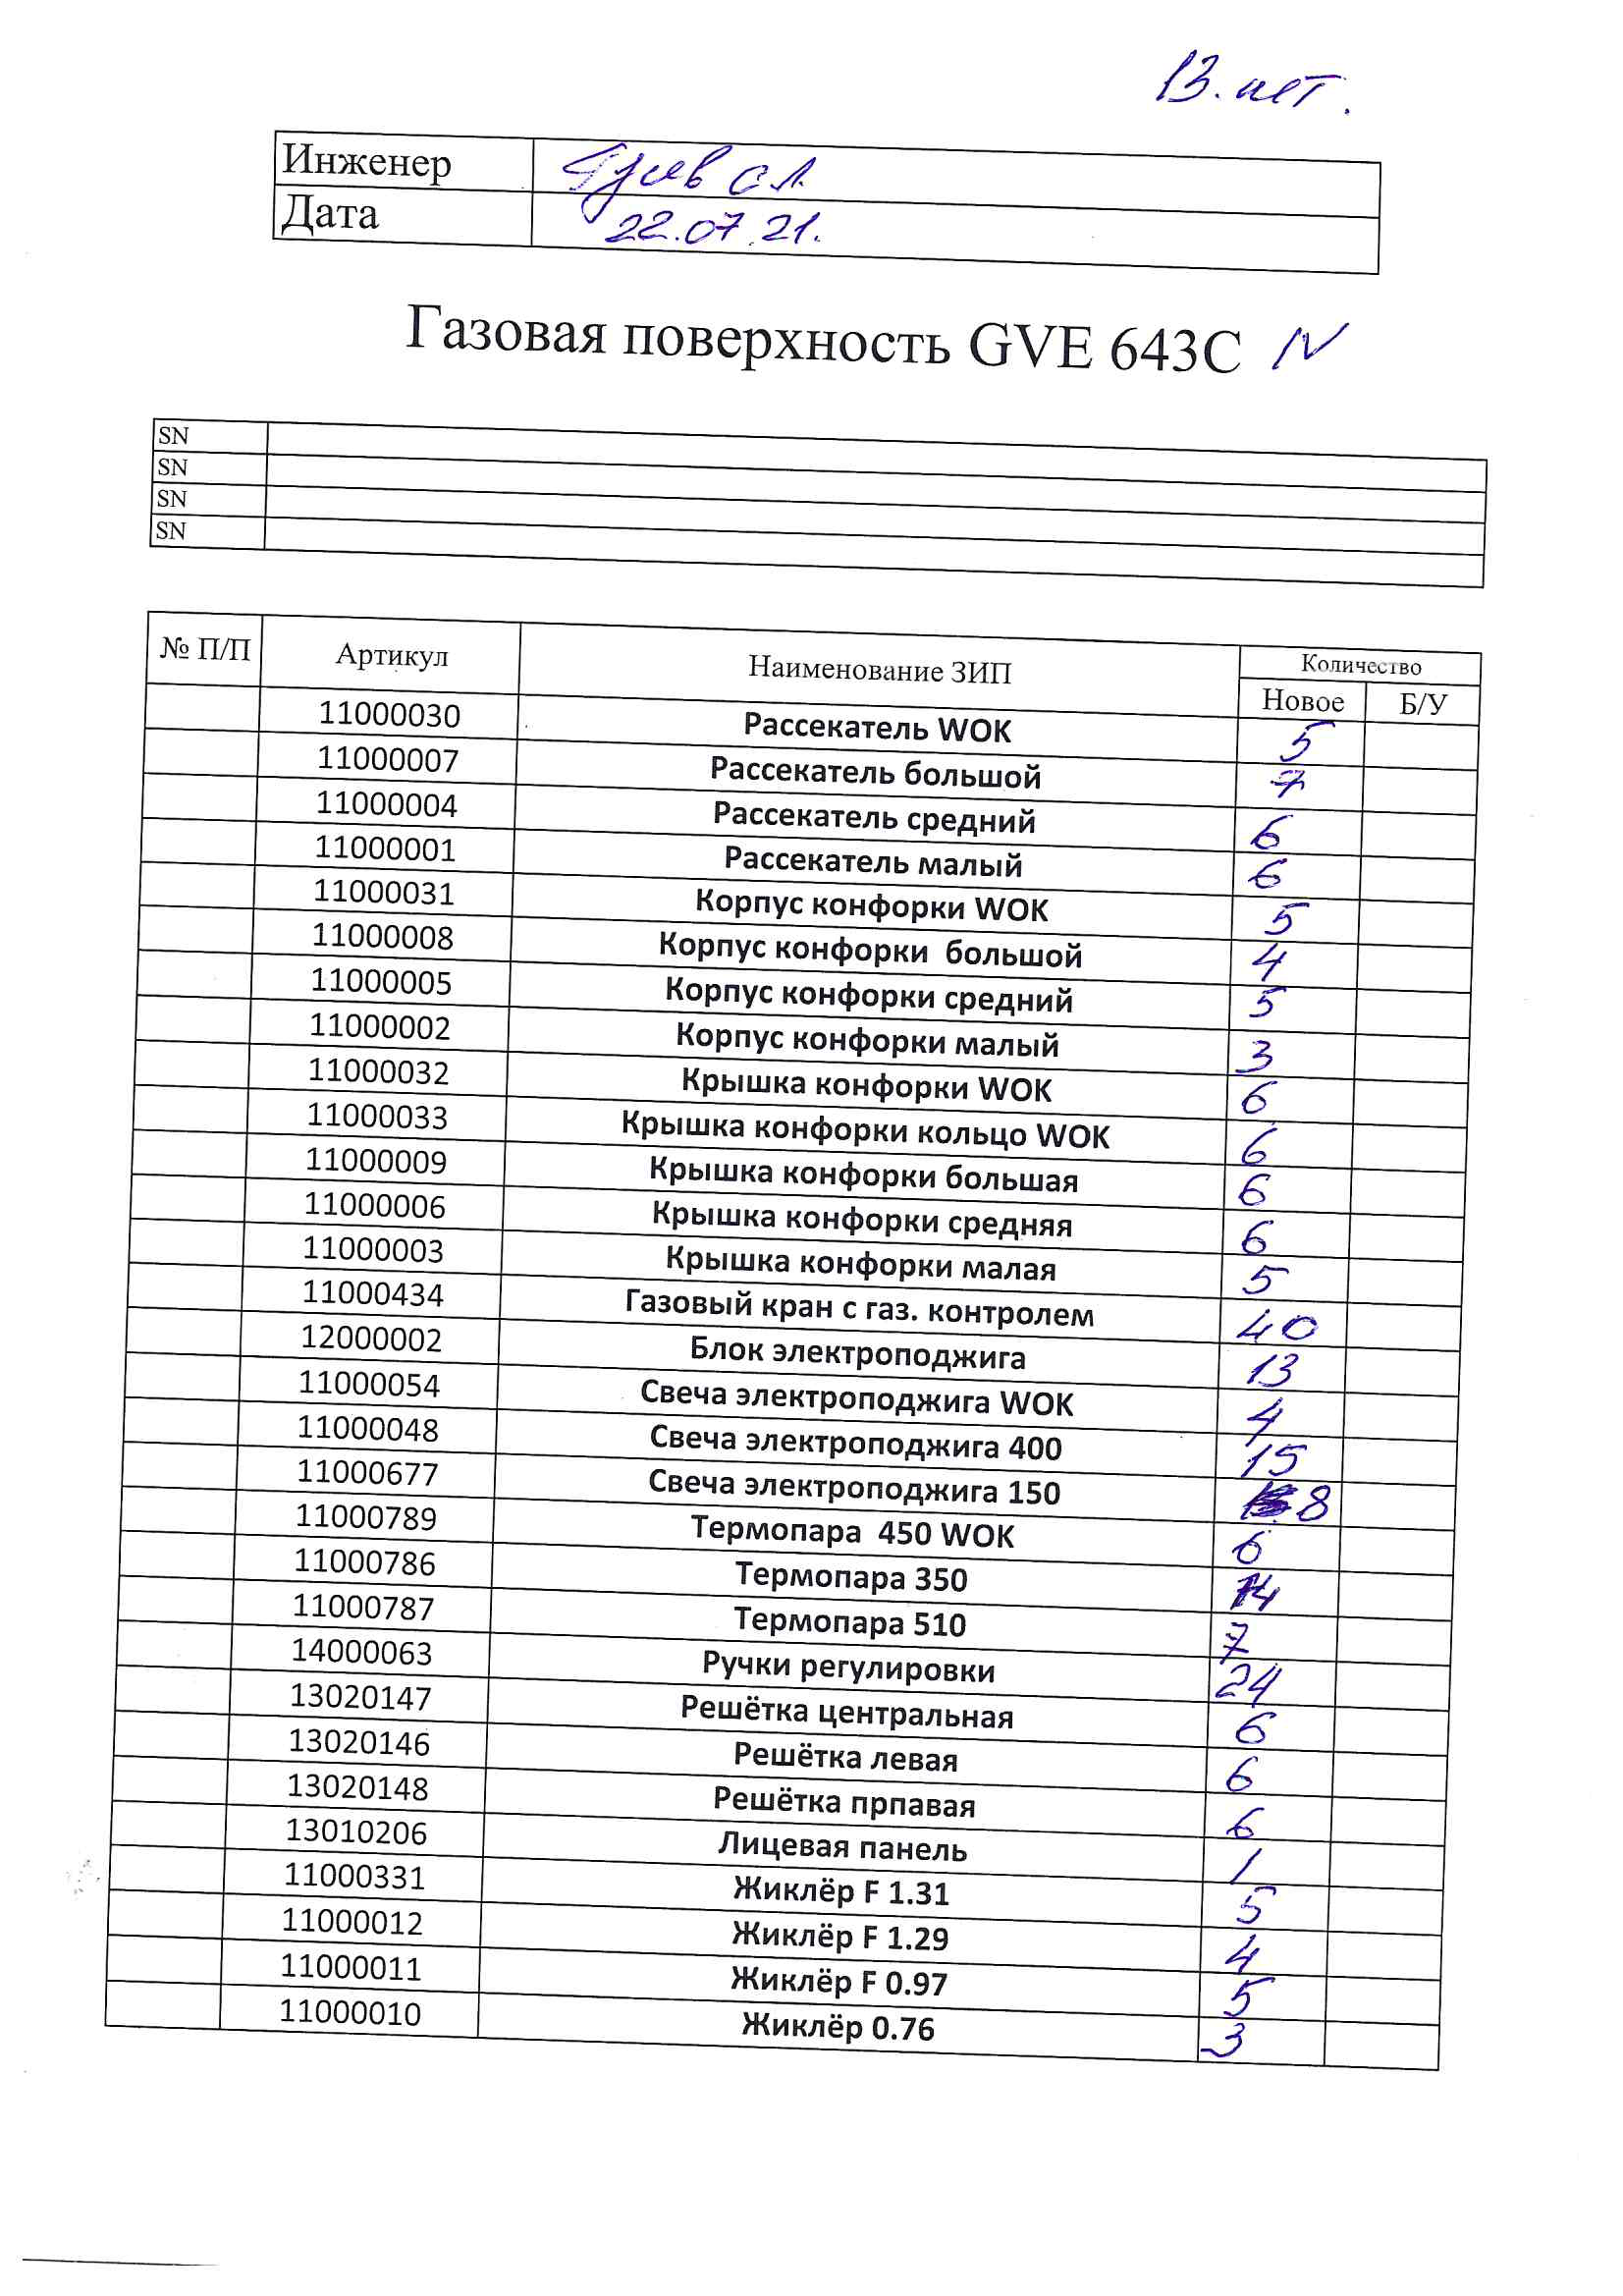 13. шт.
Инженер
Дата 22.07.21.
Газовая поверхность GVE 643C N
SN
SN
SN
SN
№ П/П Артикул Наименование ЗИП Количество
Новое Б/У
11000030 Рассекатель WOK 5
11000007 Рассекатель большой 7
11000004 Рассекатель средний 6
11000001 Рассекатель малый 6
11000031 Корпус конфорки WOK 5
11000008 Корпус конфорки большой 4
11000005 Корпус конфорки средний 5
11000002 Корпус конфорки малый 3
11000032 Крышка конфорки WOK 6
11000033 Крышка конфорки кольцо WOK 6
11000009 Крышка конфорки большая 6
11000006 Крышка конфорки средняя 6
11000003 Крышка конфорки малая 5
11000434 Газовый кран с газ. контролем 40
12000002 Блок электроподжига 13
11000054 Свеча электроподжига WOK 4
11000048 Свеча электроподжига 400 15
11000677 Свеча электроподжига 150 8
11000789 Термопара 450 WOK 6
11000786 Термопара 350 14
11000787 Термопара 510 7
14000063 Ручки регулировки 24
13020147 Решётка центральная 6
13020146 Решётка левая 6
13020148 Решётка прпавая 6
13010206 Лицевая панель 1
11000331 Жиклёр F 1.31 5
11000012 Жиклёр F 1.29 4
11000011 Жиклёр F 0.97 5
11000010 Жиклёр 0.76 3